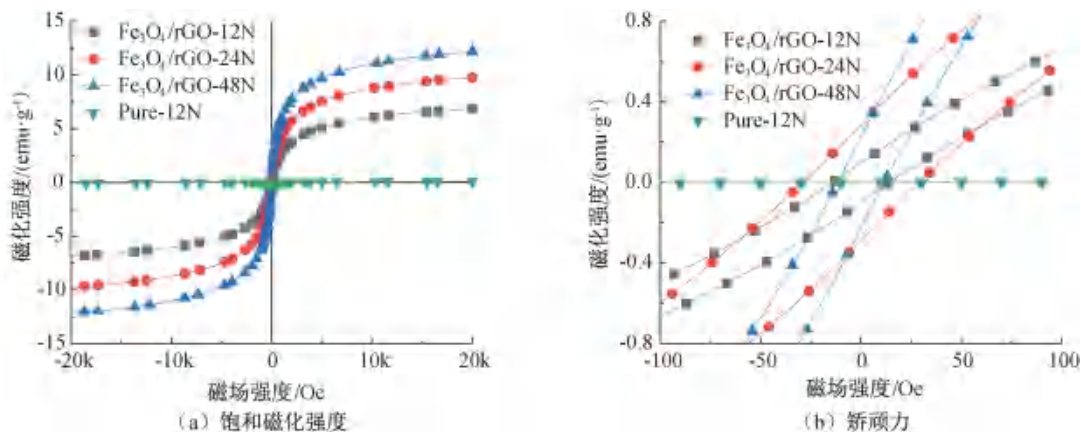 15
10
5
0
-5
-10
-15
磁化强度/(emu·g⁻¹)
Fe₃O₄/rGO-12N
Fe₃O₄/rGO-24N
Fe₃O₄/rGO-48N
Pure-12N
-20k
-10k
0
10k
20k
磁场强度/Oe
(a) 饱和磁化强度
0.8
0.4
0.0
-0.4
-0.8
磁化强度/(emu·g⁻¹)
Fe₃O₄/rGO-12N
Fe₃O₄/rGO-24N
Fe₃O₄/rGO-48N
Pure-12N
-100
-50
0
50
100
磁场强度/Oe
(b) 矫顽力